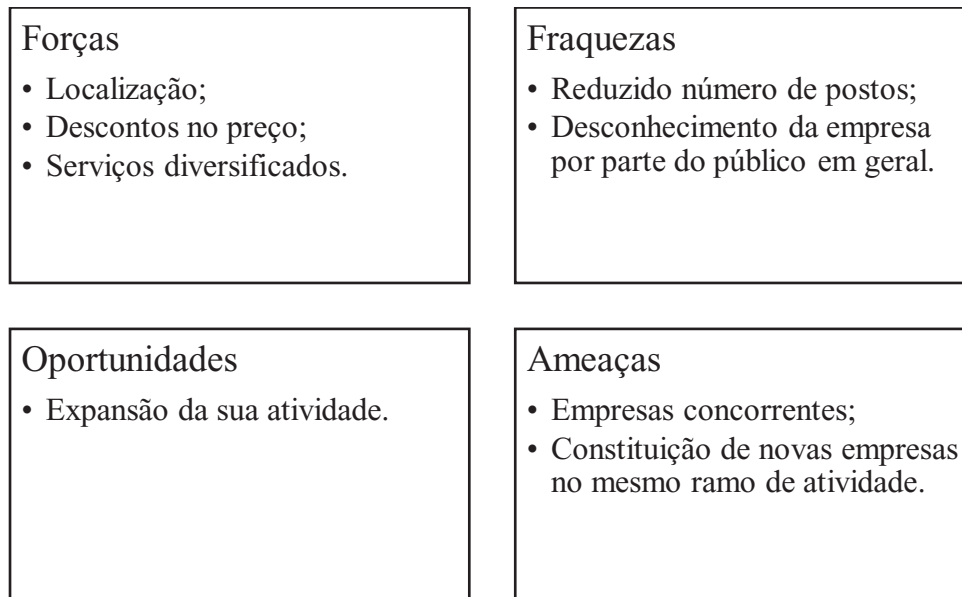 Forças
• Localização;
• Descontos no preço;
• Serviços diversificados.
Fraquezas
• Reduzido número de postos;
• Desconhecimento da empresa
por parte do público em geral.
Oportunidades
• Expansão da sua atividade.
Ameaças
• Empresas concorrentes;
• Constituição de novas empresas
no mesmo ramo de atividade.